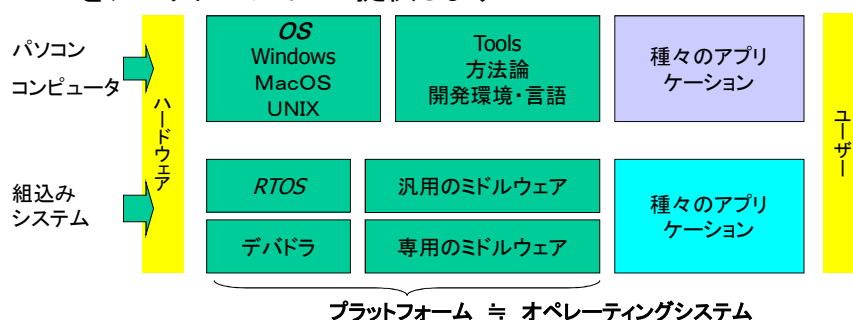 提供します
パソコン
コンピュータ
ハードウェア
OS
Windows
MacOS
UNIX
Tools
方法論
開発環境・言語
種々のアプリ
ケーション
ユーザー
組込み
システム
RTOS
汎用のミドルウェア
デバドラ
専用のミドルウェア
種々のアプリ
ケーション
プラットフォーム ≒ オペレーティングシステム